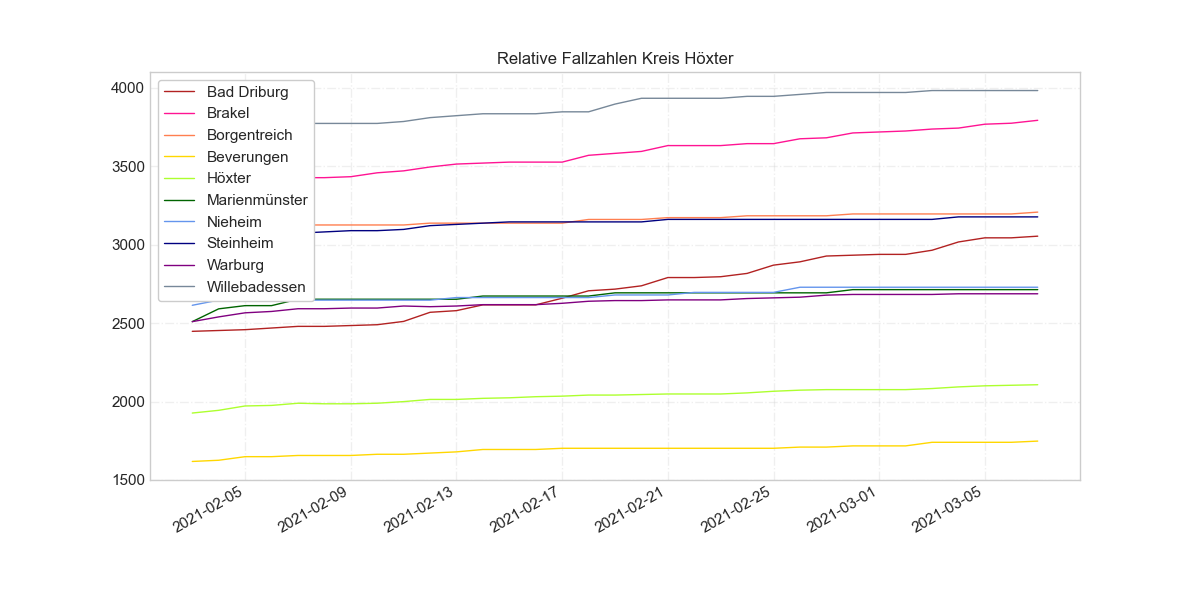 Relative Fallzahlen Kreis Höxter
4000
3500
3000
2500
2000
1500
Bad Driburg
Brakel
Borgentreich
Beverungen
Höxter
Marienmünster
Nieheim
Steinheim
Warburg
Willebadessen
2021-02-05
2021-02-09
2021-02-13
2021-02-17
2021-02-21
2021-02-25
2021-03-01
2021-03-05